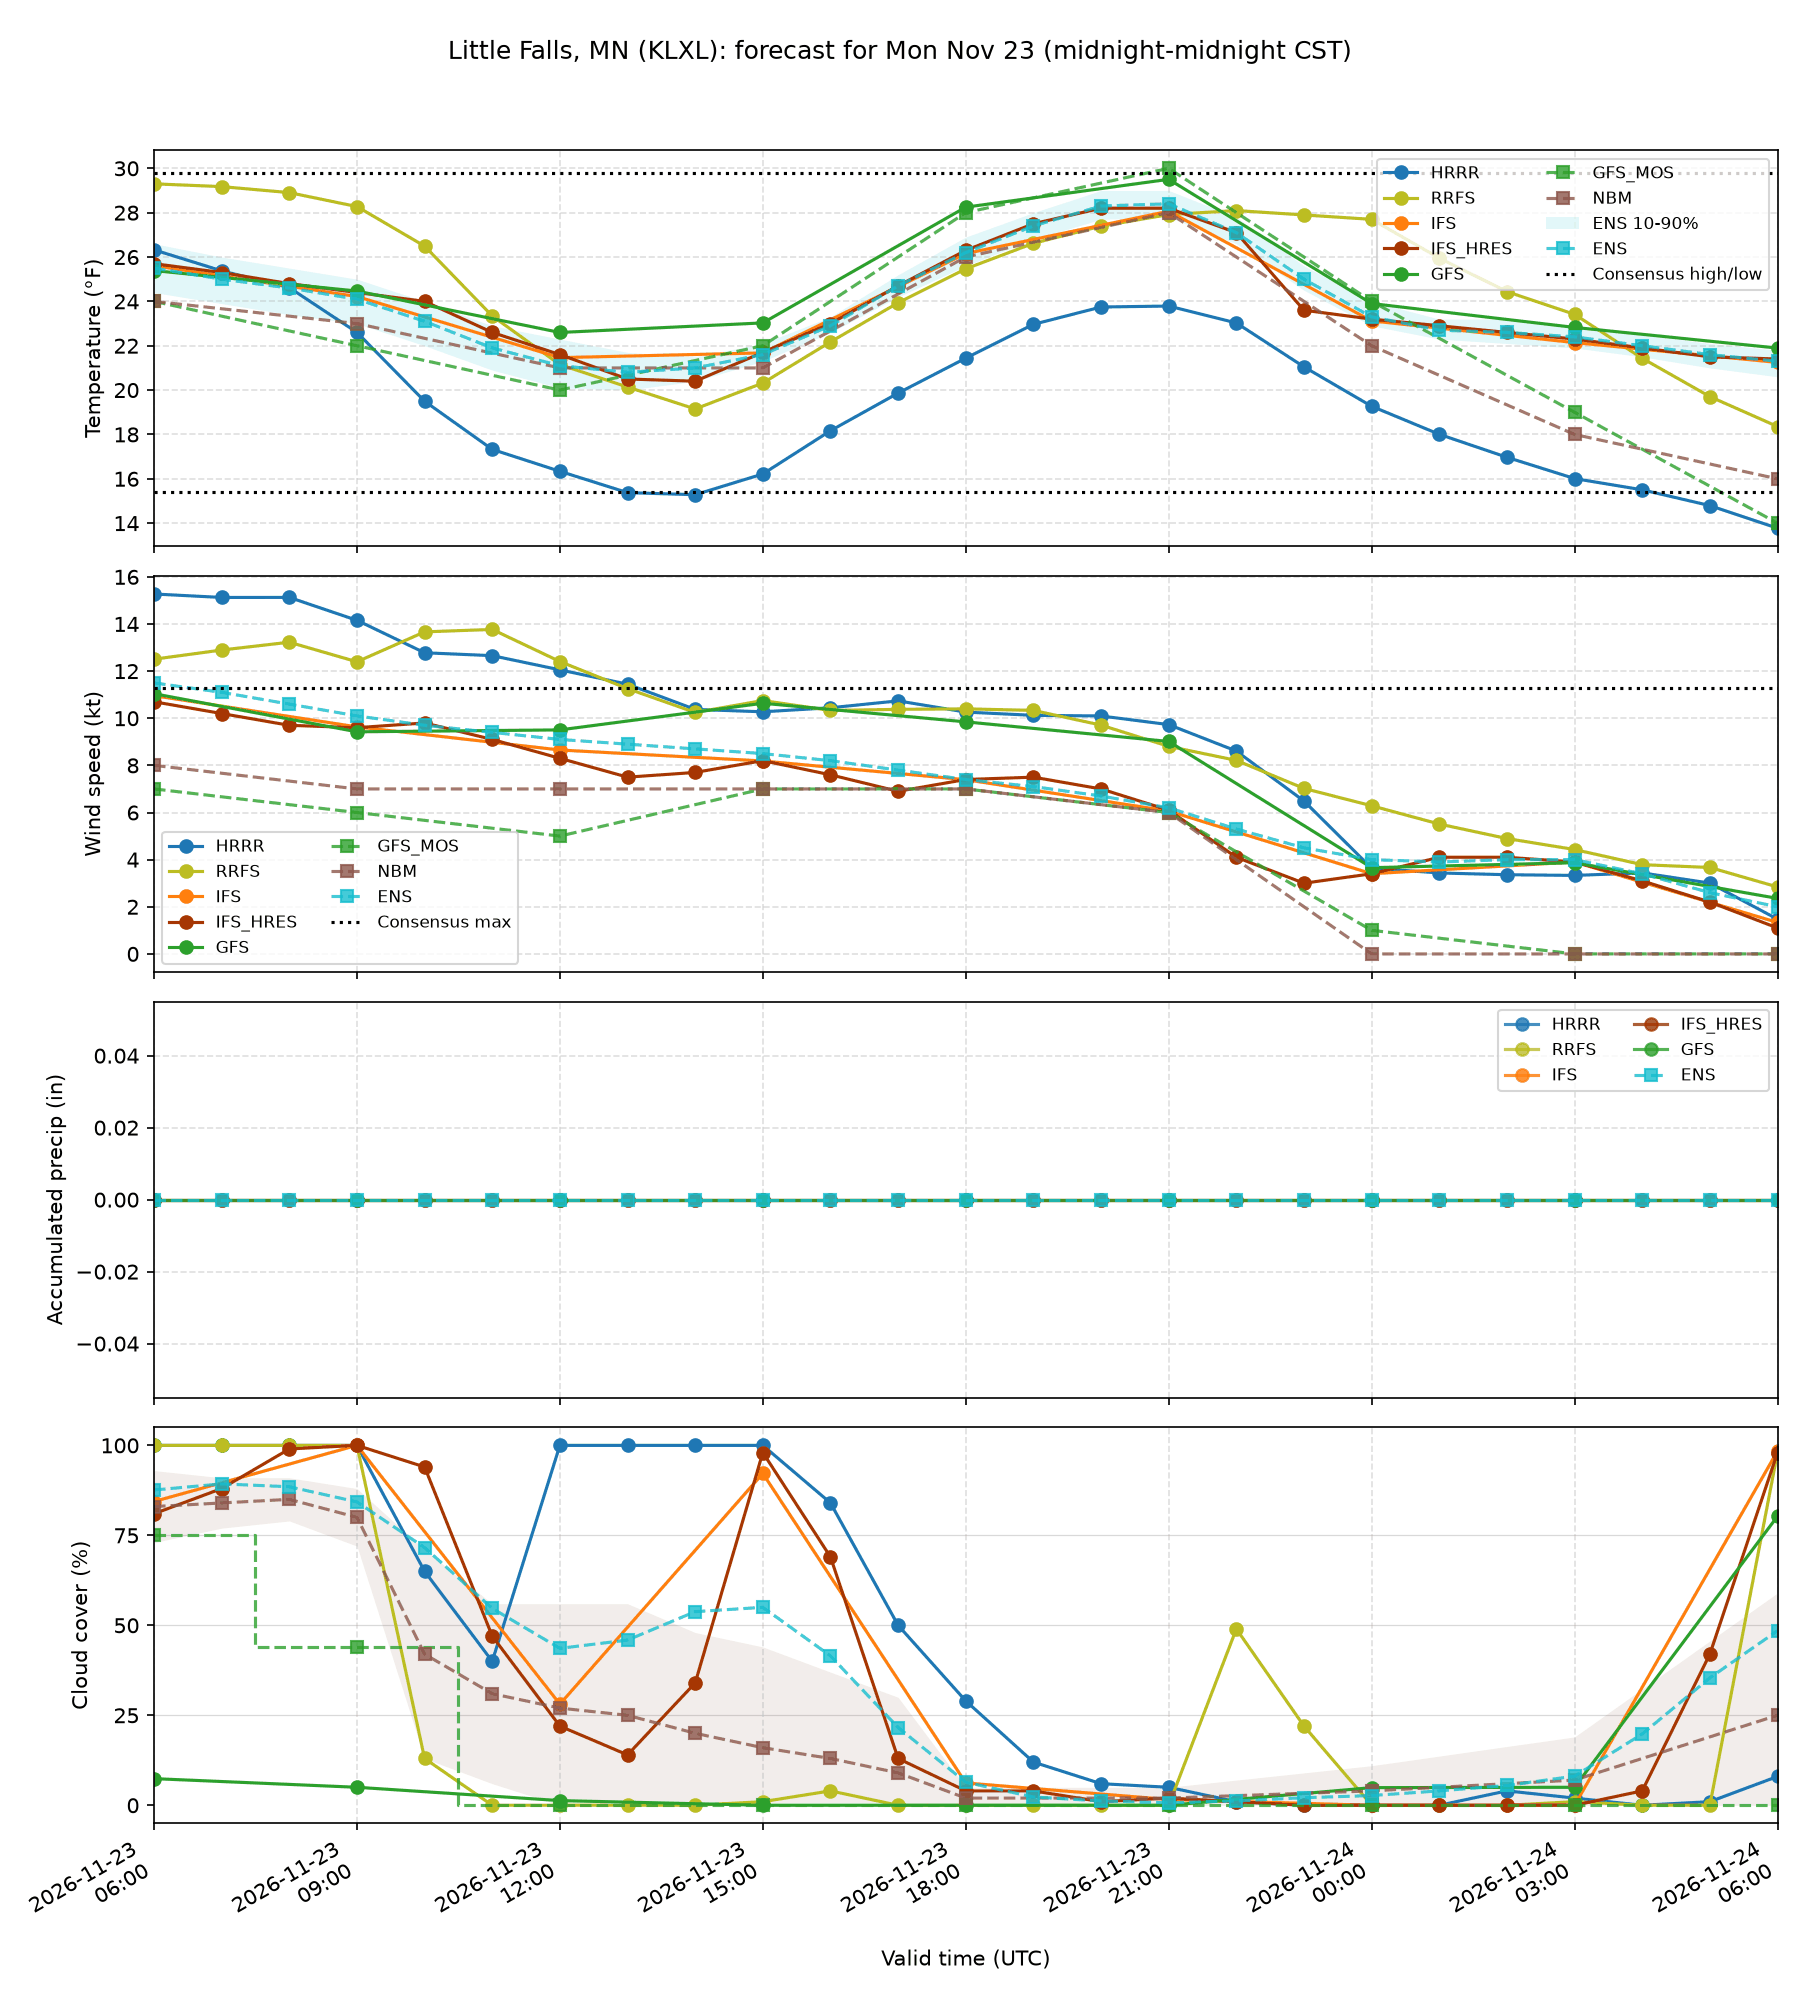 Little Falls, MN (KLXL): forecast for Mon Nov 23 (midnight-midnight CST)
Temperature (°F)
30
28
26
24
22
20
18
16
14
HRRR
RRFS
IFS
IFS_HRES
GFS
GFS_MOS
NBM
ENS 10-90%
ENS
Consensus high/low
Wind speed (kt)
16
14
12
10
8
6
4
2
0
HRRR
RRFS
IFS
IFS_HRES
GFS
GFS_MOS
NBM
ENS
Consensus max
Accumulated precip (in)
0.04
0.02
0.00
−0.02
−0.04
HRRR
RRFS
IFS
IFS_HRES
GFS
ENS
Cloud cover (%)
100
75
50
25
0
2026-11-23
06:00
2026-11-23
09:00
2026-11-23
12:00
2026-11-23
15:00
2026-11-23
18:00
2026-11-23
21:00
2026-11-24
00:00
2026-11-24
03:00
2026-11-24
06:00
Valid time (UTC)